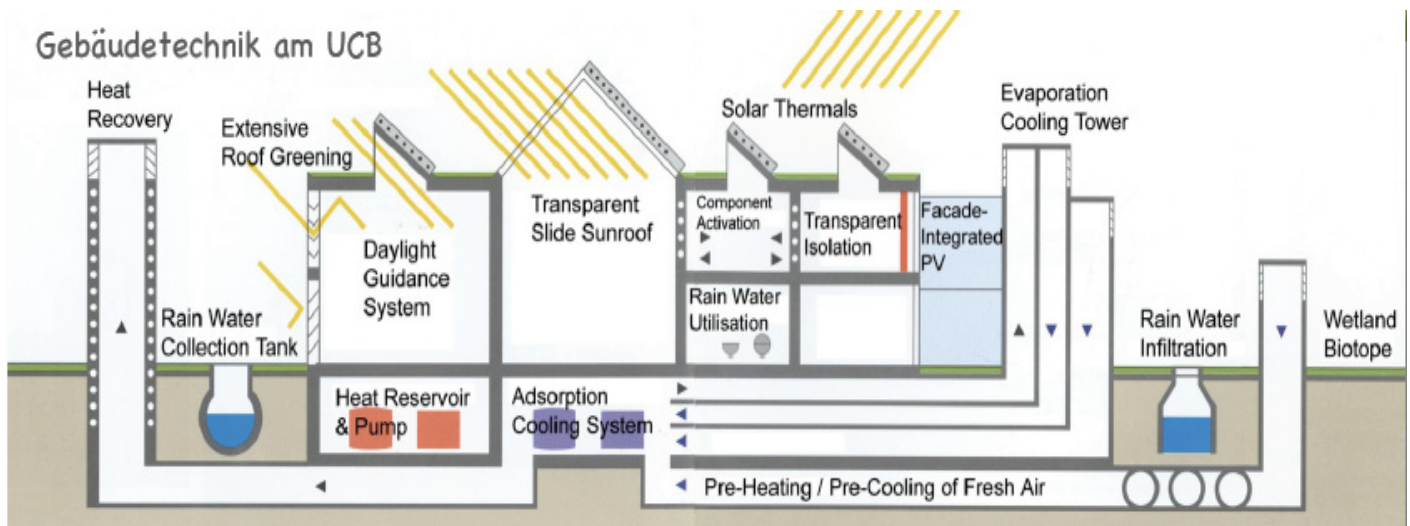 Gebäudetechnik am UCB
Heat
Recovery
Extensive
Roof Greening
Solar Thermals
Evaporation
Cooling Tower
Transparent
Slide Sunroof
Component
Activation
Transparent
Isolation
Facade-
Integrated
PV
Daylight
Guidance
System
Rain Water
Collection Tank
Rain Water
Utilisation
Rain Water
Infiltration
Wetland
Biotope
Heat Reservoir
& Pump
Adsorption
Cooling System
Pre-Heating / Pre-Cooling of Fresh Air